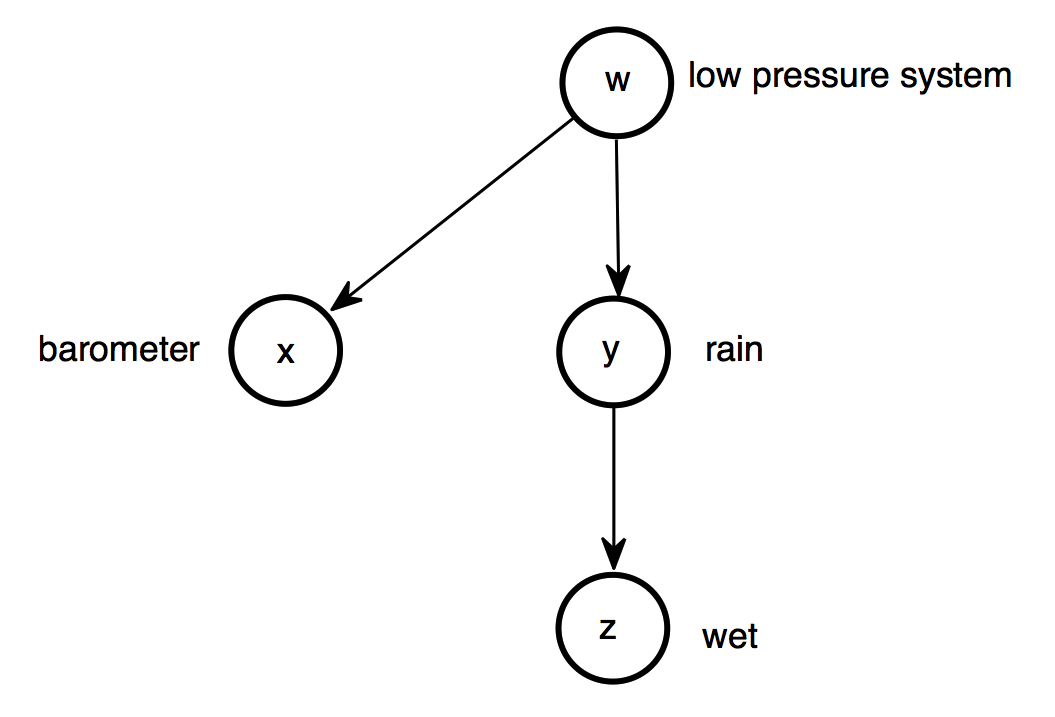 w low pressure system
barometer x y rain
z wet